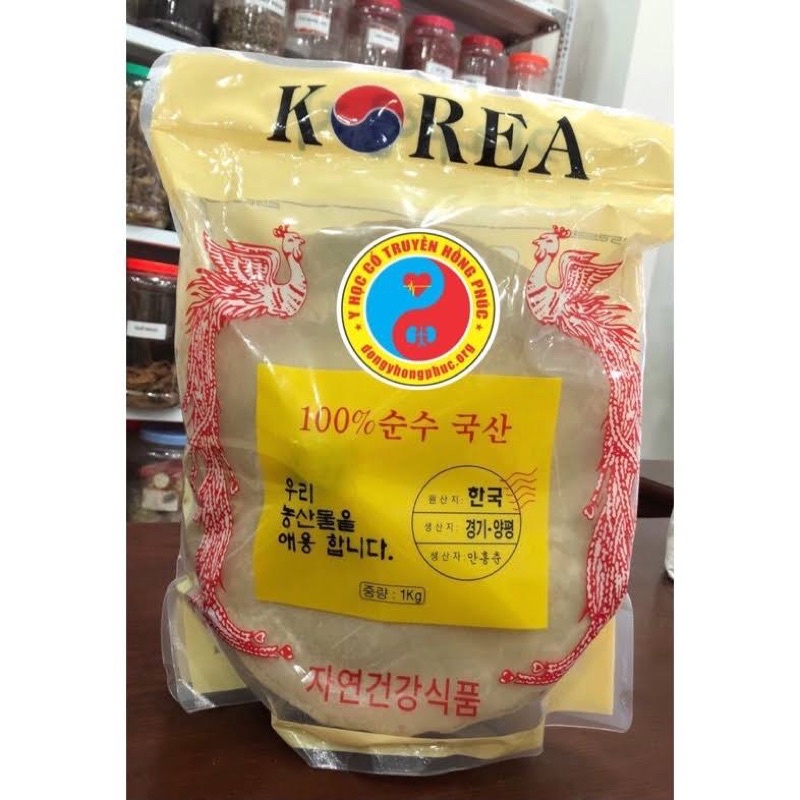 KOREA
Y HỌC CỔ TRUYỀN HỒNG PHÚC
dongyhongphuc.org
100% 순수 국산
우리
농산물을
애용 합니다.
원산지: 한국
생산지: 경기·양평
생산자: 안홍춘
중량 : 1Kg
자연건강식품